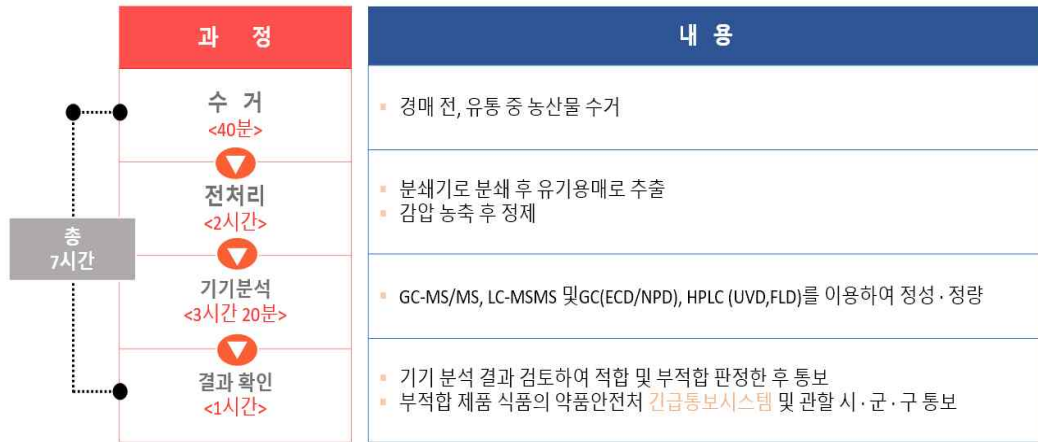 과 정
내 용
수 거
<40분>
경매 전, 유통 중 농산물 수거
전처리
<2시간>
분쇄기로 분쇄 후 유기용매로 추출
감압 농축 후 정제
총
7시간
기기분석
<3시간 20분>
GC-MS/MS, LC-MSMS 및GC(ECD/NPD), HPLC (UVD,FLD)를 이용하여 정성·정량
결과 확인
<1시간>
기기 분석 결과 검토하여 적합 및 부적합 판정한 후 통보
부적합 제품 식품의 약품안전처 긴급통보시스템 및 관할 시·군·구 통보